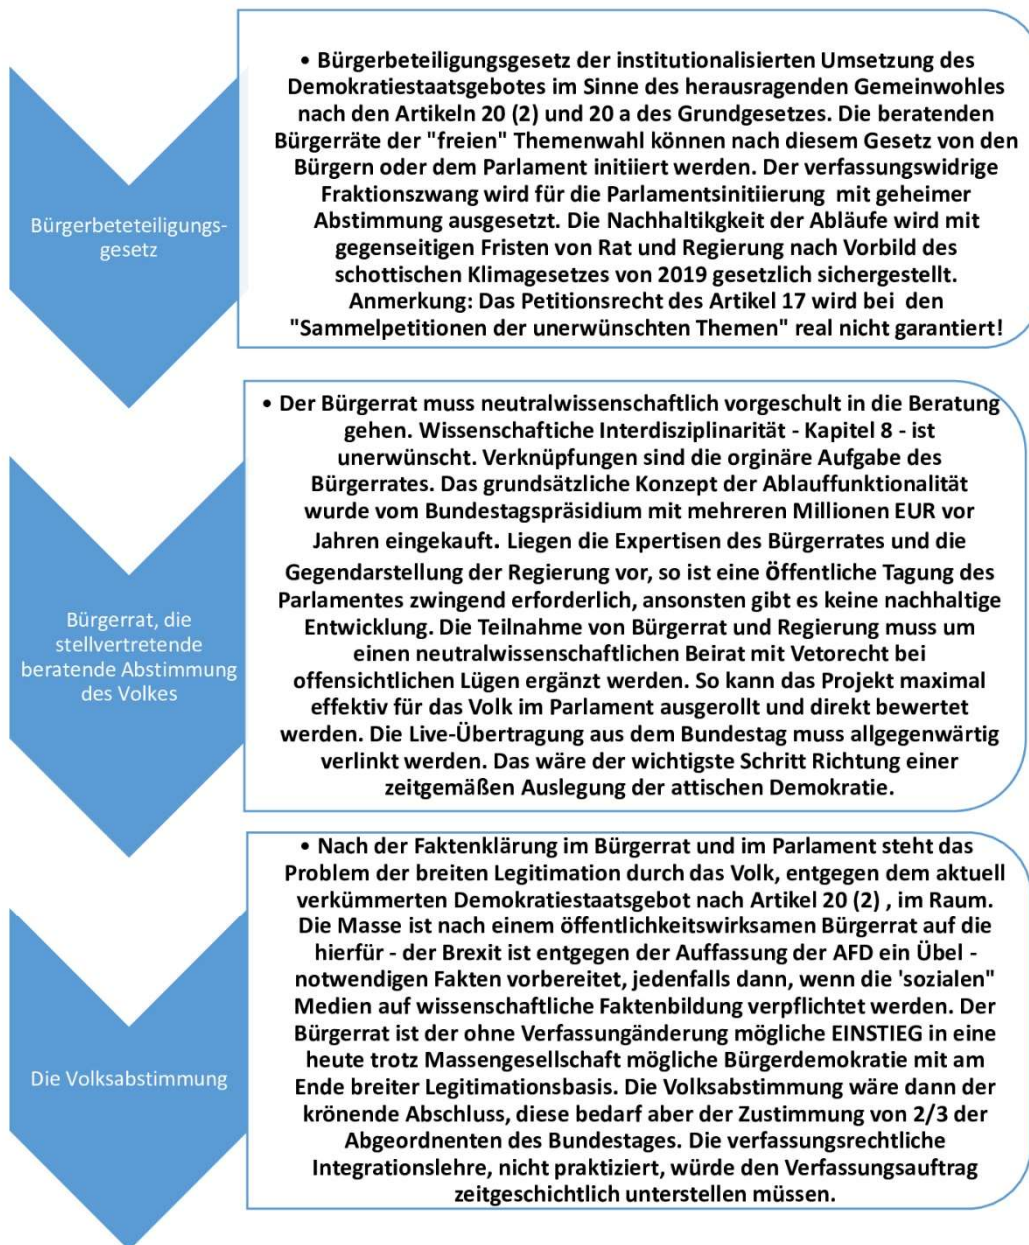 Bürgerbeteteiligungs-
gesetz
• Bürgerbeteiligungsgesetz der institutionalisierten Umsetzung des
Demokratiestaatsgebotes im Sinne des herausragenden Gemeinwohles
nach den Artikeln 20 (2) und 20 a des Grundgesetzes. Die beratenden
Bürgerräte der "freien" Themenwahl können nach diesem Gesetz von den
Bürgern oder dem Parlament initiiert werden. Der verfassungswidrige
Fraktionszwang wird für die Parlamentsinitiierung mit geheimer
Abstimmung ausgesetzt. Die Nachhaltikgkeit der Abläufe wird mit
gegenseitigen Fristen von Rat und Regierung nach Vorbild des
schottischen Klimagesetzes von 2019 gesetzlich sichergestellt.
Anmerkung: Das Petitionsrecht des Artikel 17 wird bei den
"Sammelpetitionen der unerwünschten Themen" real nicht garantiert!
Bürgerrat, die
stellvertretende
beratende Abstimmung
des Volkes
• Der Bürgerrat muss neutralwissenschaftlich vorgeschult in die Beratung
gehen. Wissenschaftiche Interdisziplinarität - Kapitel 8 - ist
unerwünscht. Verknüpfungen sind die orginäre Aufgabe des
Bürgerrates. Das grundsätzliche Konzept der Ablauffunktionalität
wurde vom Bundestagspräsidium mit mehreren Millionen EUR vor
Jahren eingekauft. Liegen die Expertisen des Bürgerrates und die
Gegendarstellung der Regierung vor, so ist eine öffentliche Tagung des
Parlamentes zwingend erforderlich, ansonsten gibt es keine nachhaltige
Entwicklung. Die Teilnahme von Bürgerrat und Regierung muss um
einen neutralwissenschaftlichen Beirat mit Vetorecht bei
offensichtlichen Lügen ergänzt werden. So kann das Projekt maximal
effektiv für das Volk im Parlament ausgerollt und direkt bewertet
werden. Die Live-Übertragung aus dem Bundestag muss allgegenwärtig
verlinkt werden. Das wäre der wichtigste Schritt Richtung einer
zeitgemäßen Auslegung der attischen Demokratie.
Die Volksabstimmung
• Nach der Faktenklärung im Bürgerrat und im Parlament steht das
Problem der breiten Legitimation durch das Volk, entgegen dem aktuell
verkümmerten Demokratiestaatsgebot nach Artikel 20 (2) , im Raum.
Die Masse ist nach einem öffentlichkeitswirksamen Bürgerrat auf die
hierfür - der Brexit ist entgegen der Auffassung der AFD ein Übel -
notwendigen Fakten vorbereitet, jedenfalls dann, wenn die 'sozialen"
Medien auf wissenschaftliche Faktenbildung verpflichtet werden. Der
Bürgerrat ist der ohne Verfassungänderung mögliche EINSTIEG in eine
heute trotz Massengesellschaft mögliche Bürgerdemokratie mit am
Ende breiter Legitimationsbasis. Die Volksabstimmung wäre dann der
krönende Abschluss, diese bedarf aber der Zustimmung von 2/3 der
Abgeordnenten des Bundestages. Die verfassungsrechtliche
Integrationslehre, nicht praktiziert, würde den Verfassungsauftrag
zeitgeschichtlich unterstellen müssen.